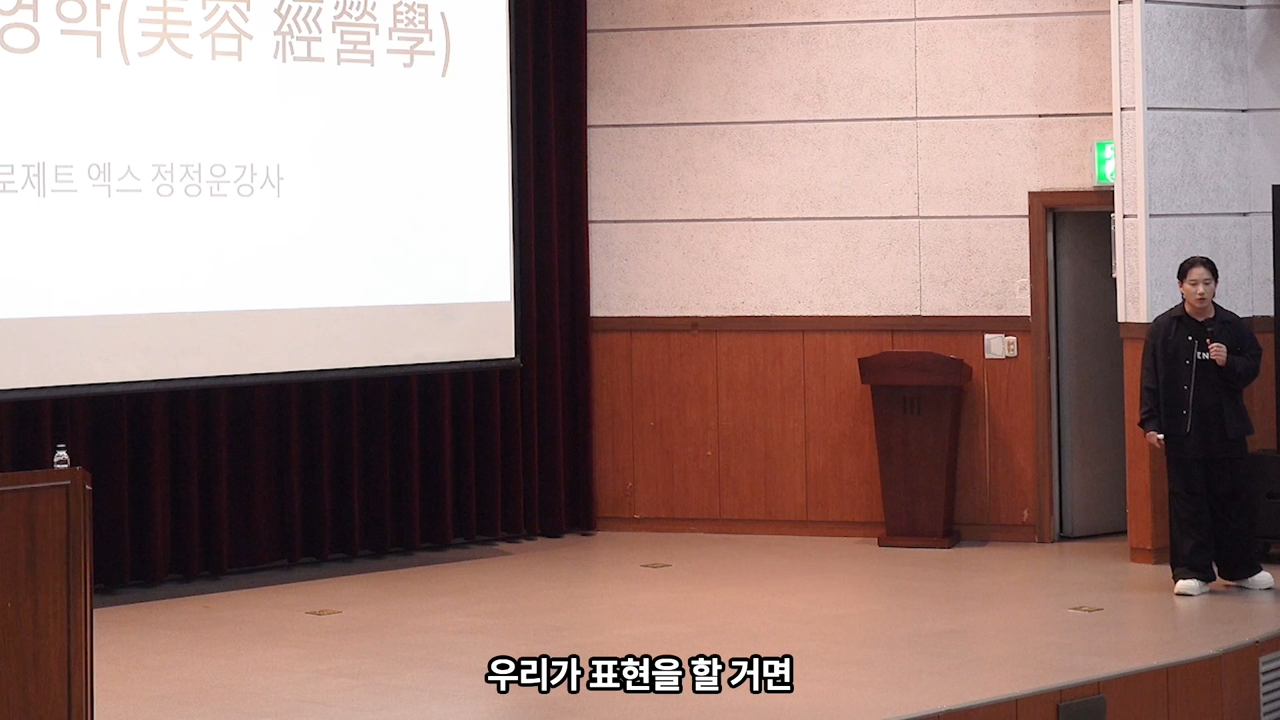 영학(美容 經營學)
로제트 엑스 정정운강사
EN
우리가 표현을 할 거면